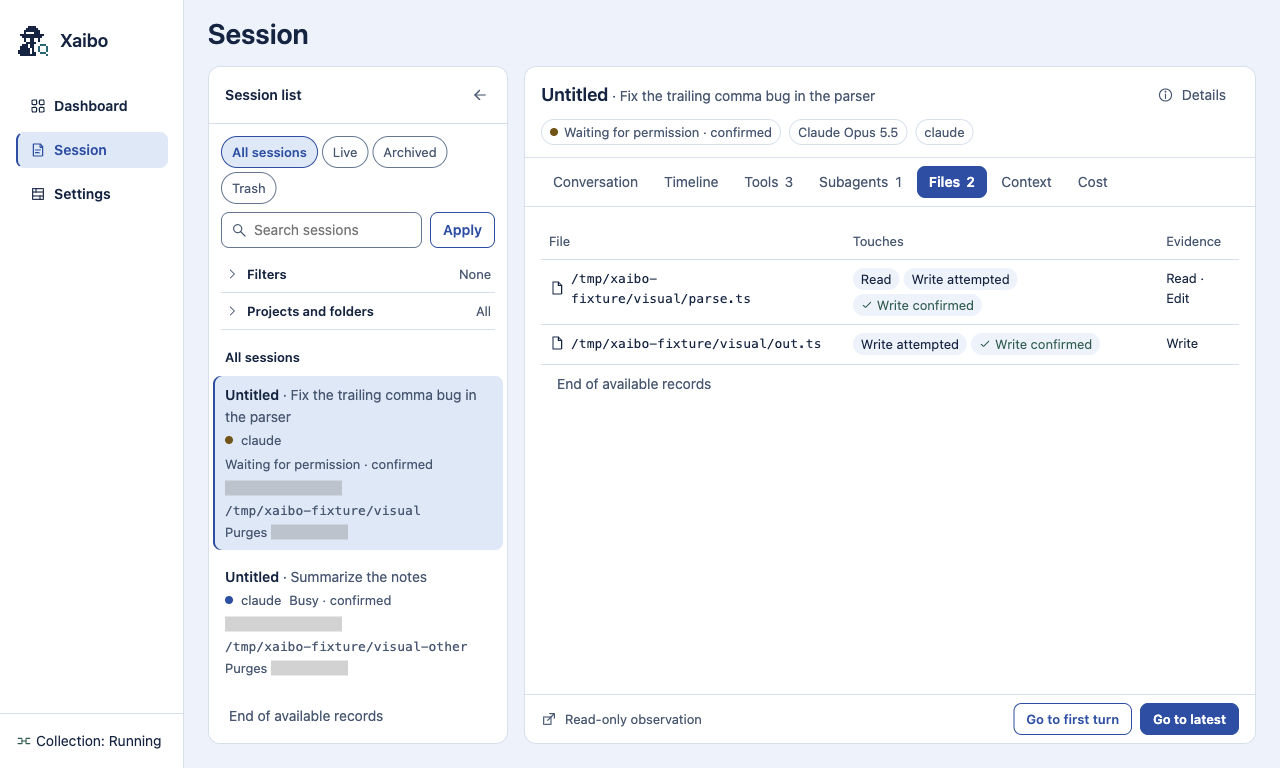 Xaibo
Dashboard
Session
Settings
Collection: Running
Session
Session list
All sessions
Live
Archived
Trash
Search sessions
Apply
Filters
None
Projects and folders
All
All sessions
Untitled · Fix the trailing comma bug in
the parser
claude
Waiting for permission · confirmed
/tmp/xaibo-fixture/visual
Purges
Untitled · Summarize the notes
claude Busy · confirmed
/tmp/xaibo-fixture/visual-other
Purges
End of available records
Untitled · Fix the trailing comma bug in the parser
Details
Waiting for permission · confirmed
Claude Opus 5.5
claude
Conversation
Timeline
Tools 3
Subagents 1
Files 2
Context
Cost
File
Touches
Evidence
/tmp/xaibo-
fixture/visual/parse.ts
Read
Write attempted
Write confirmed
Read ·
Edit
/tmp/xaibo-fixture/visual/out.ts
Write attempted
Write confirmed
Write
End of available records
Read-only observation
Go to first turn
Go to latest